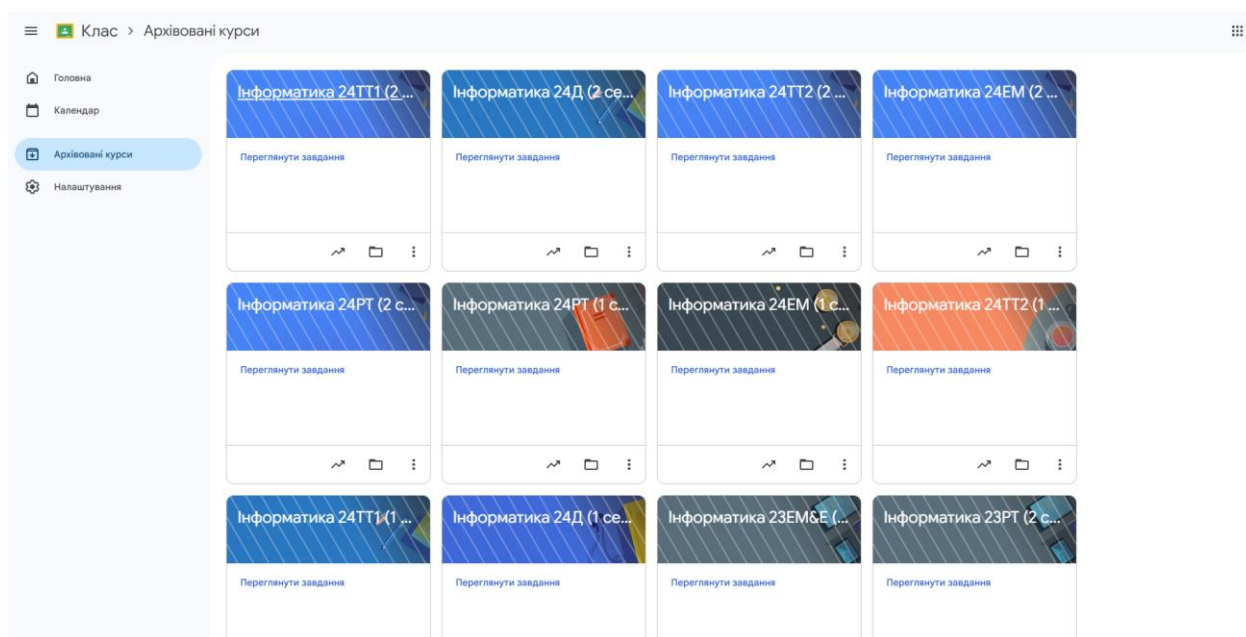 Клас > Архівовані курси
Головна
Календар
Архівовані курси
Налаштування
Інформатика 24ТТ1 (2 ...
Переглянути завдання
Інформатика 24Д (2 се...
Переглянути завдання
Інформатика 24ТТ2 (2 ...
Переглянути завдання
Інформатика 24ЕМ (2 ...
Переглянути завдання
Інформатика 24РТ (2 с...
Переглянути завдання
Інформатика 24РТ (1 с...
Переглянути завдання
Інформатика 24ЕМ (1 с...
Переглянути завдання
Інформатика 24ТТ2 (1 ...
Переглянути завдання
Інформатика 24ТТ1 (1 ...
Переглянути завдання
Інформатика 24Д (1 се...
Переглянути завдання
Інформатика 23ЕМ&Е (...
Переглянути завдання
Інформатика 23РТ (2 с...
Переглянути завдання